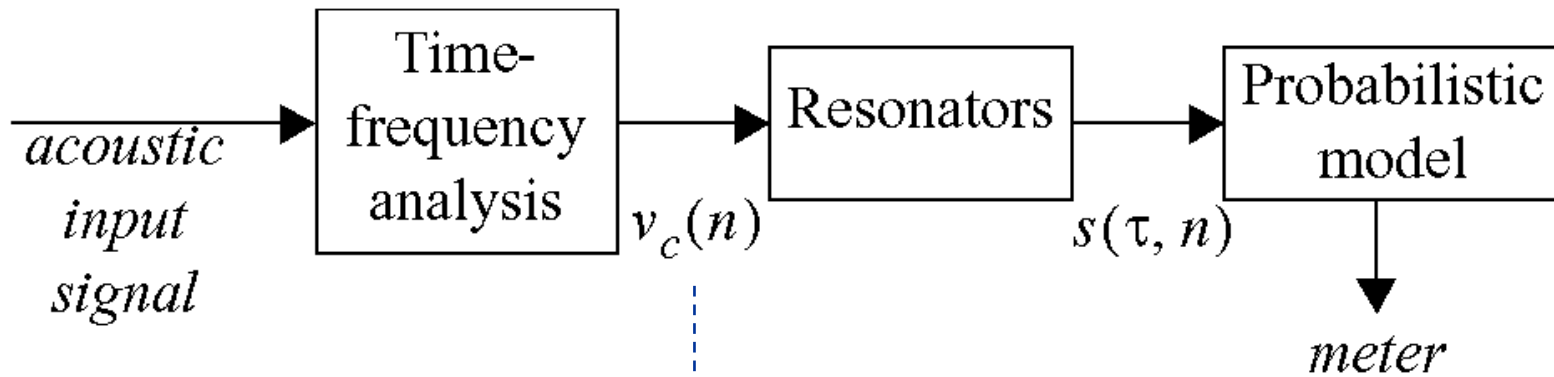 acoustic
input
signal
Time-
frequency
analysis
v_c(n)
Resonators
s(τ, n)
Probabilistic
model
meter